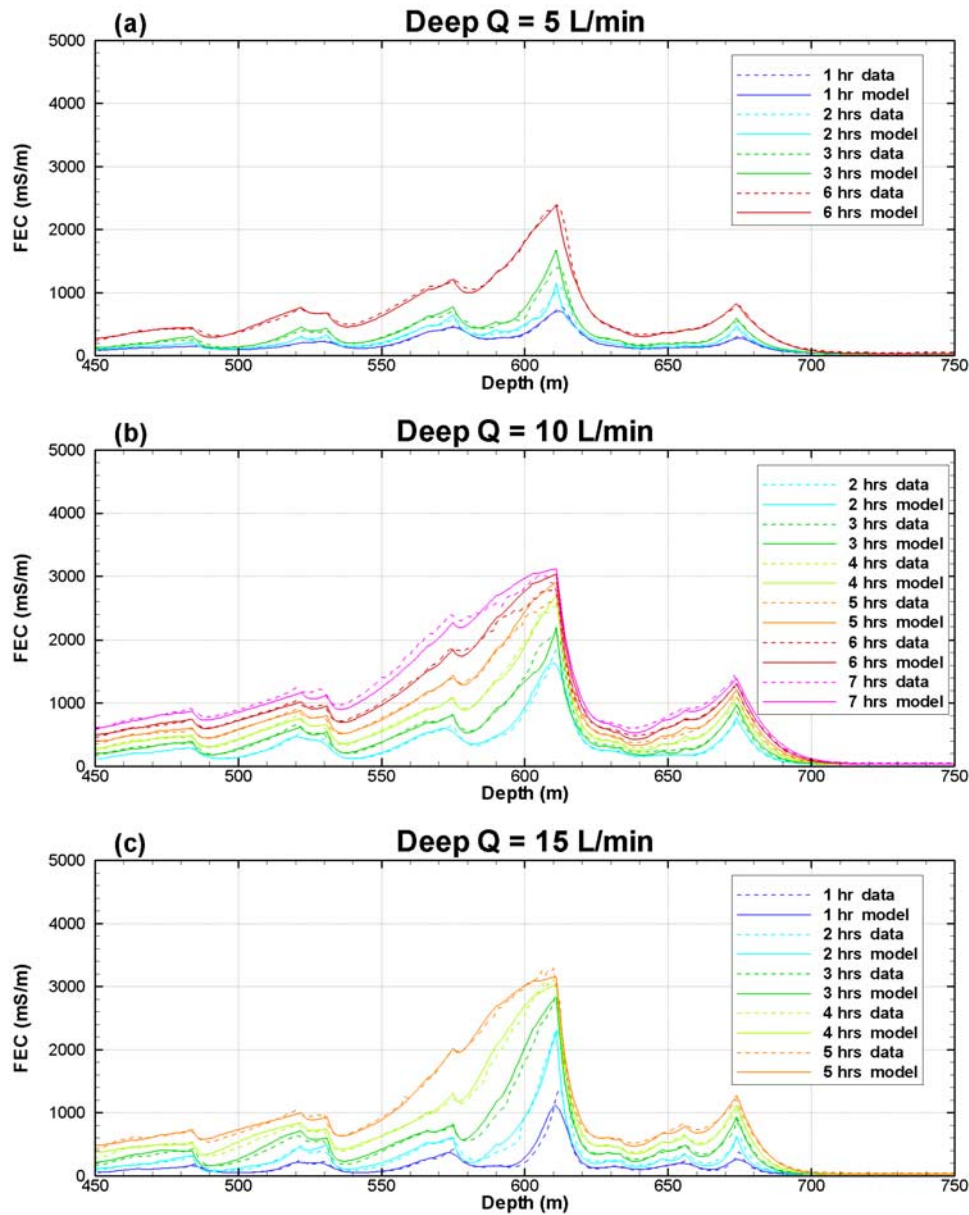 (a) Deep Q = 5 L/min
5000
4000
3000
2000
1000
0
FEC (mS/m)
1 hr data
1 hr model
2 hrs data
2 hrs model
3 hrs data
3 hrs model
6 hrs data
6 hrs model
450 500 550 600 650 700 750
Depth (m)
(b) Deep Q = 10 L/min
5000
4000
3000
2000
1000
0
FEC (mS/m)
2 hrs data
2 hrs model
3 hrs data
3 hrs model
4 hrs data
4 hrs model
5 hrs data
5 hrs model
6 hrs data
6 hrs model
7 hrs data
7 hrs model
450 500 550 600 650 700 750
Depth (m)
(c) Deep Q = 15 L/min
5000
4000
3000
2000
1000
0
FEC (mS/m)
1 hr data
1 hr model
2 hrs data
2 hrs model
3 hrs data
3 hrs model
4 hrs data
4 hrs model
5 hrs data
5 hrs model
450 500 550 600 650 700 750
Depth (m)